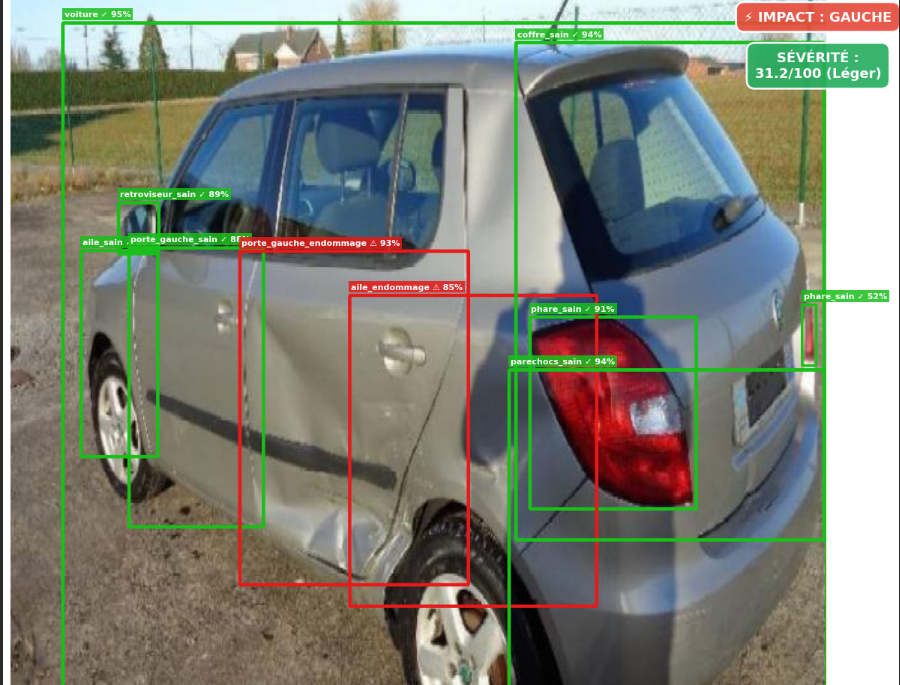 voiture ✓ 95%
⚡ IMPACT : GAUCHE
coffre_sain ✓ 94%
SÉVÉRITÉ :
31.2/100 (Léger)
retroviseur_sain ✓ 89%
aile_sain
porte_gauche_sain ✓
porte_gauche_endommage ⚠ 93%
aile_endommage ⚠ 85%
phare_sain ✓ 52%
phare_sain ✓ 91%
parechocs_sain ✓ 94%